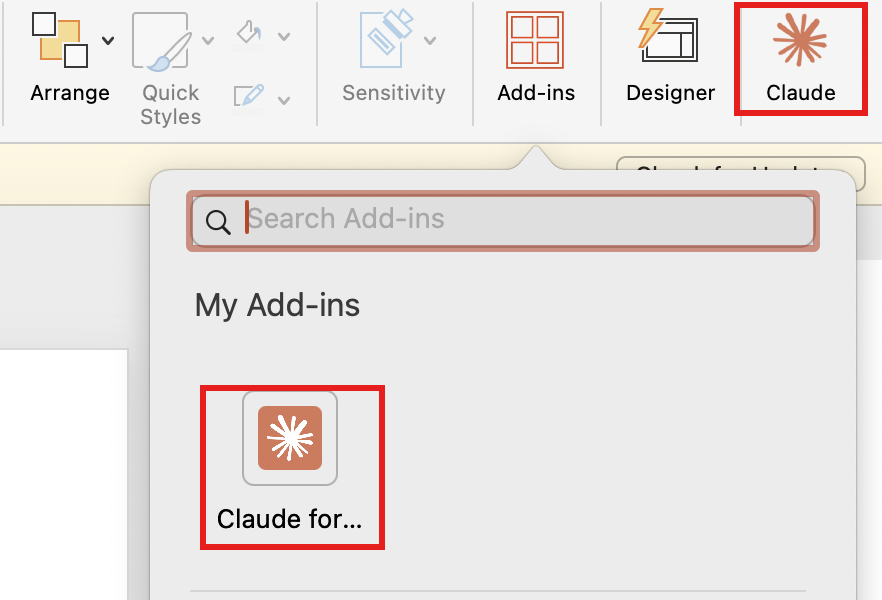 Arrange
Quick
Styles
Sensitivity
Add-ins
Designer
Claude
Search Add-ins
My Add-ins
Claude for...